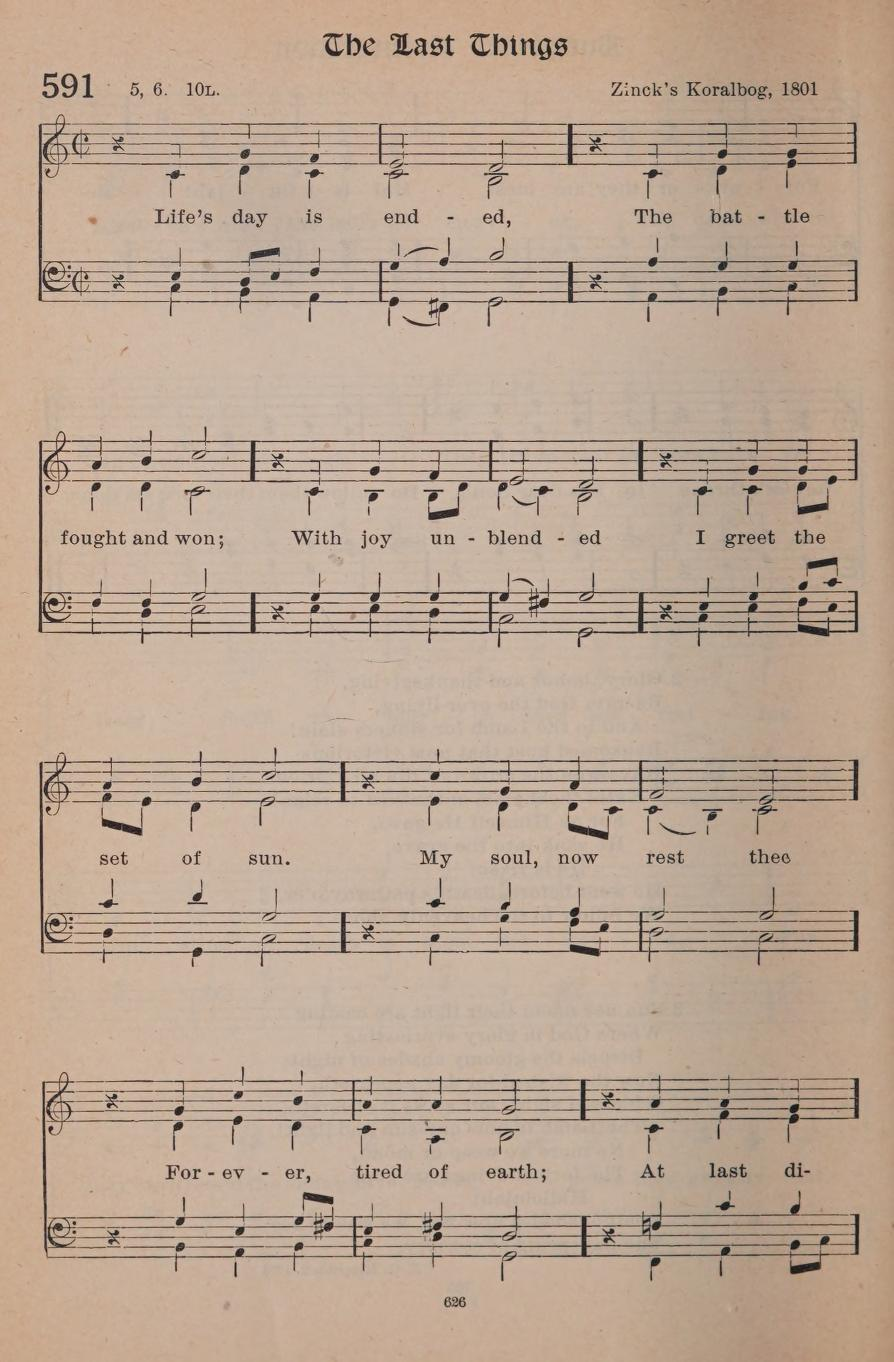 The Last Things
591 5, 6. 10L. Zinck's Koralbog, 1801
Life's day is end - ed, The bat - tle
fought and won; With joy un - blend - ed I greet the
set of sun. My soul, now rest thee
For - ev - er, tired of earth; At last di-
626